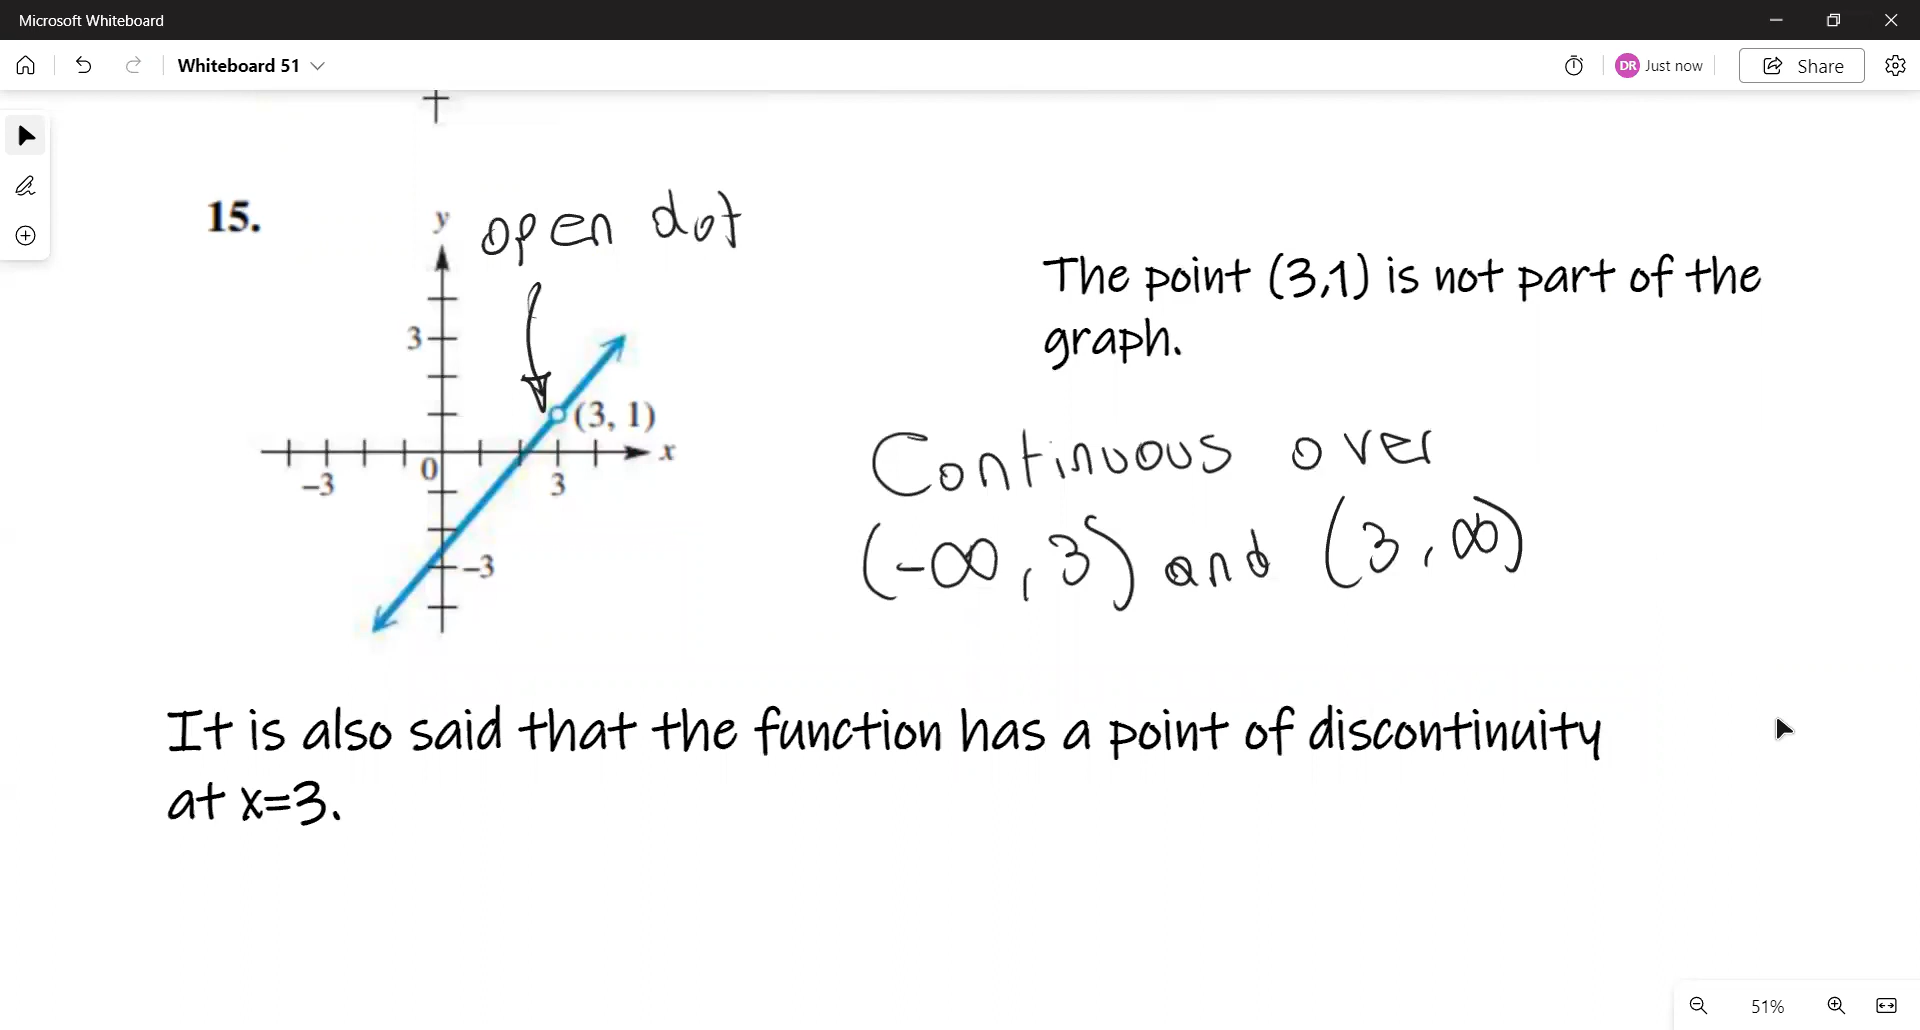 Microsoft Whiteboard
Whiteboard 51
DR Just now
Share
15.
y
open dot
3
(3, 1)
x
-3
0
3
-3
The point (3,1) is not part of the
graph.
Continuous over
(-∞, 3) and (3, ∞)
It is also said that the function has a point of discontinuity
at x=3.
51%